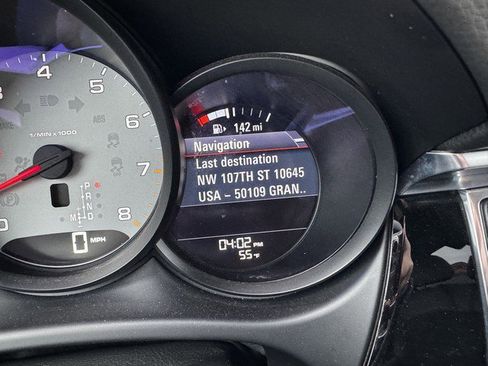 4
5
6
7
8
1/MIN x 1000
ABS
P
R
N
M D
0 MPH
142 mi
Navigation
Last destination
NW 107TH ST 10645
USA – 50109 GRAN..
04:02 PM
55 °F